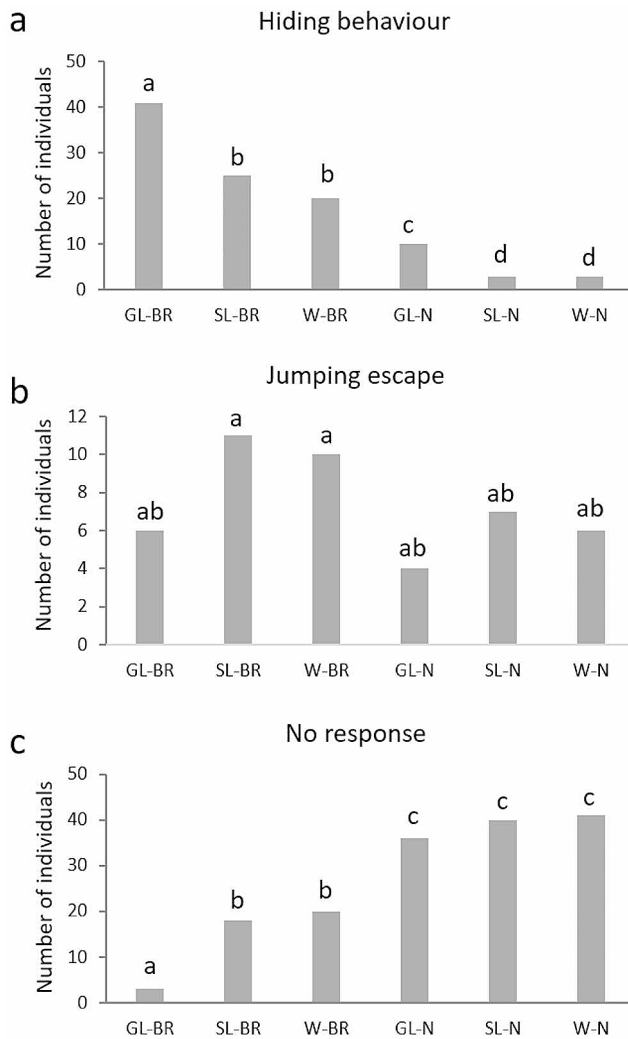 a
Hiding behaviour
Number of individuals
50
40
30
20
10
0
a
b
b
c
d
d
GL-BR SL-BR W-BR GL-N SL-N W-N
b
Jumping escape
Number of individuals
12
10
8
6
4
2
0
ab
a
a
ab
ab
ab
GL-BR SL-BR W-BR GL-N SL-N W-N
c
No response
Number of individuals
50
40
30
20
10
0
a
b
b
c
c
c
GL-BR SL-BR W-BR GL-N SL-N W-N